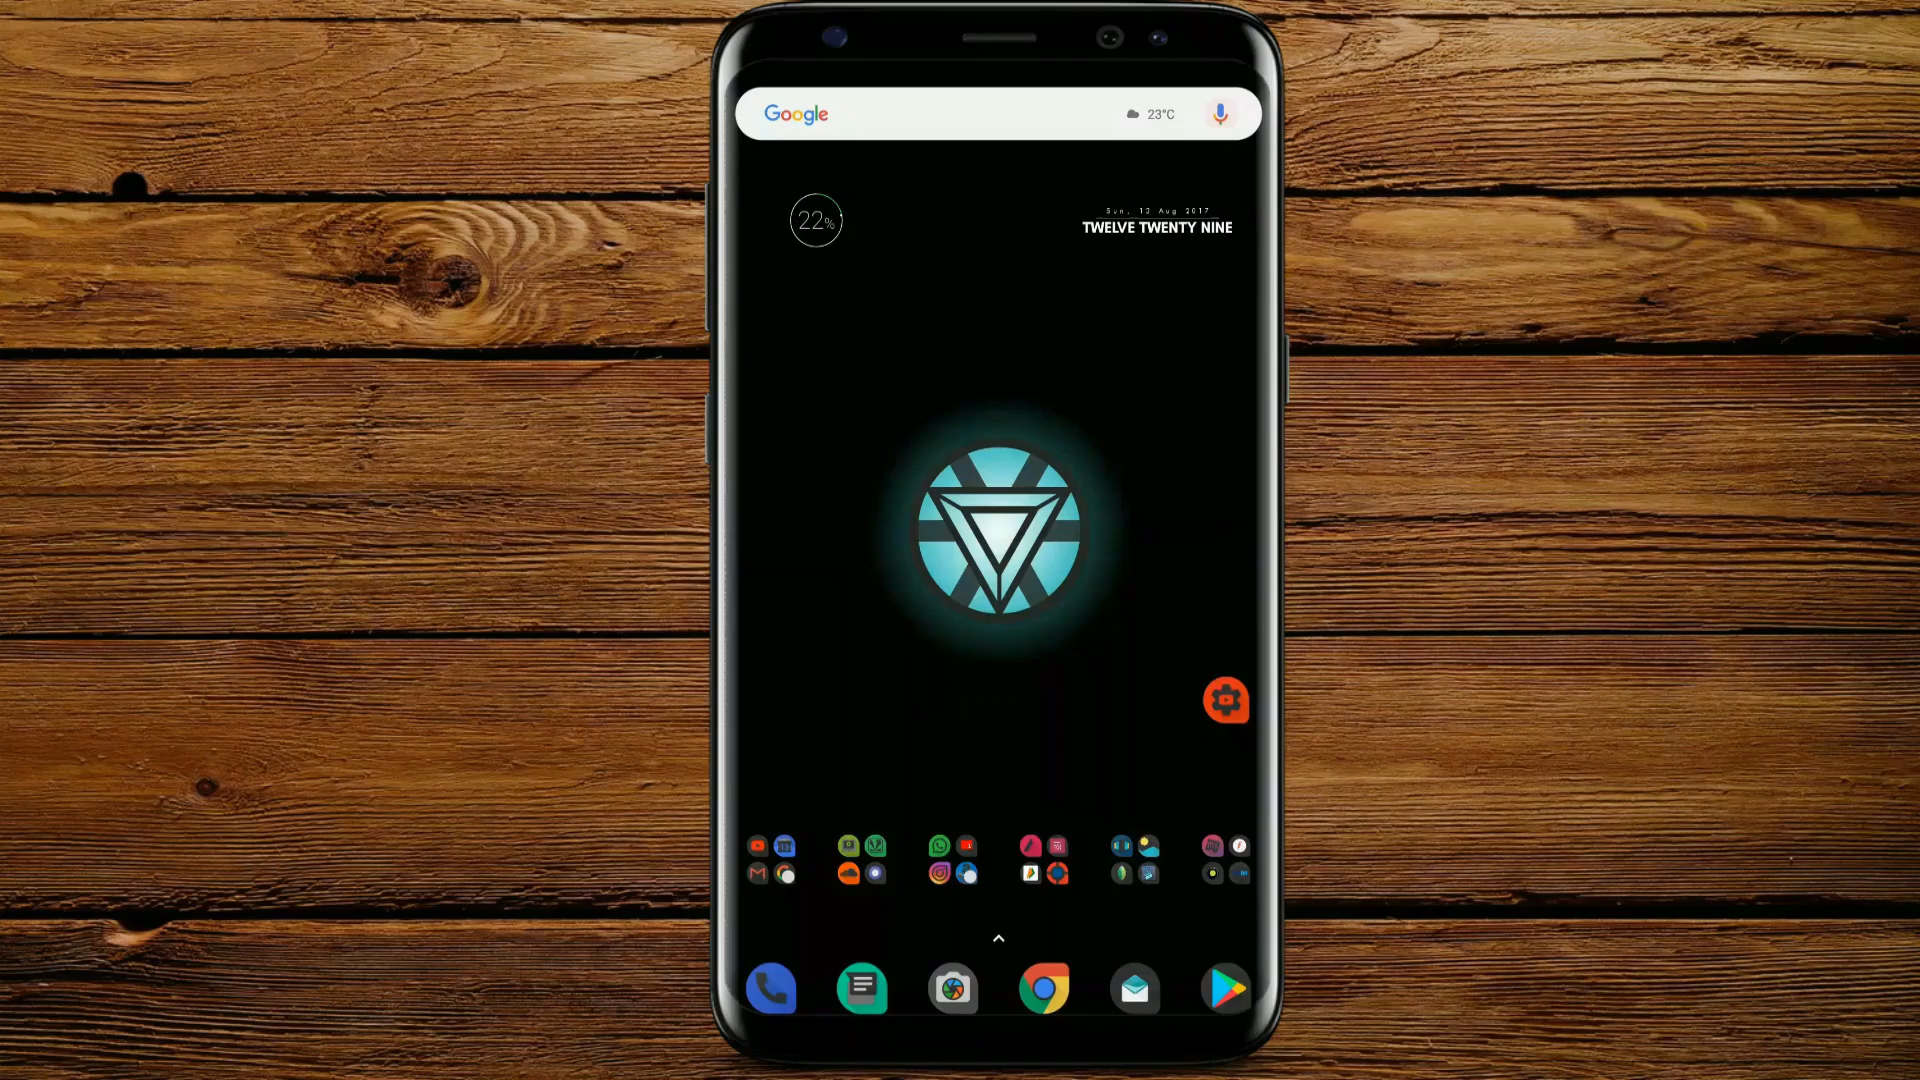 Google
23°C
22%
Sun, 13 Aug 2017
TWELVE TWENTY NINE